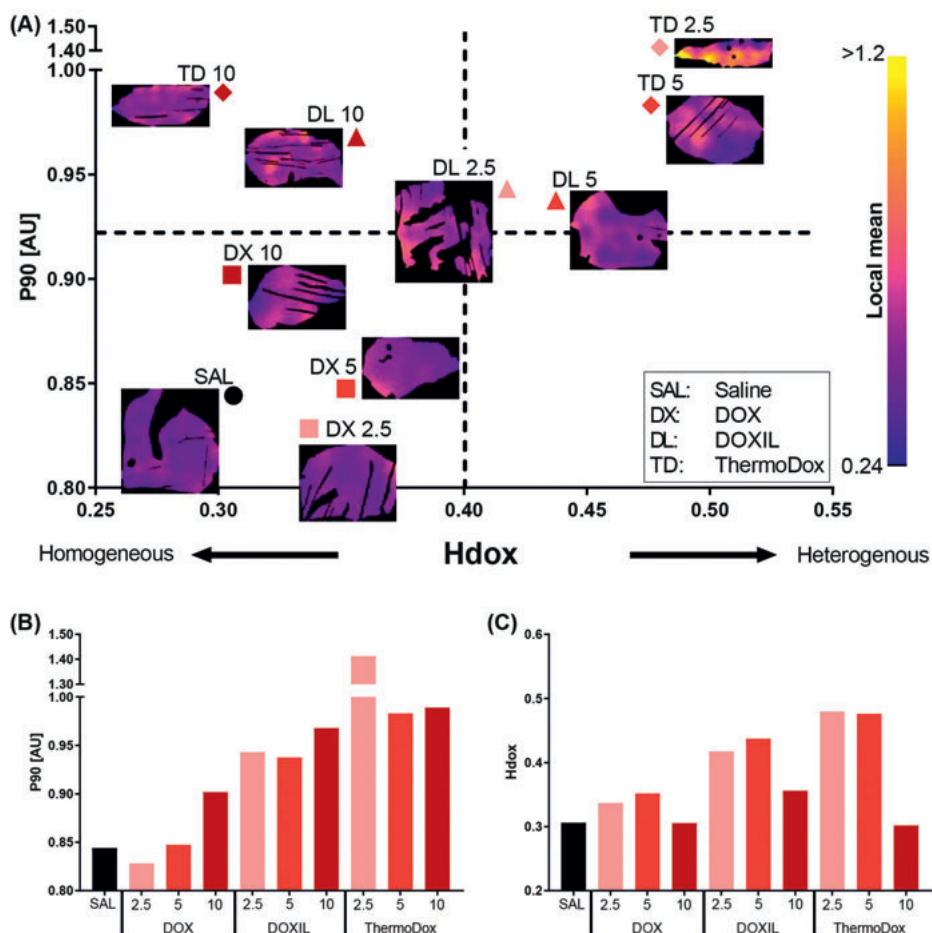 (A)
TD 2.5
1.50
1.40
>1.2
1.00
TD 10
TD 5
DL 10
0.95
DL 2.5
DL 5
P90 [AU]
DX 10
0.90
Local mean
DX 5
SAL
0.85
DX 2.5
SAL: Saline
DX: DOX
DL: DOXIL
TD: ThermoDox
0.24
0.80
0.25 0.30 0.40 0.45 0.50 0.55
Homogeneous Hdox Heterogenous
(B)
1.50
1.40
1.30
1.00
0.95
0.90
0.85
0.80
P90 [AU]
SAL 2.5 5 10 2.5 5 10 2.5 5 10
DOX DOXIL ThermoDox
(C)
0.6
0.5
0.4
0.3
0.2
Hdox
SAL 2.5 5 10 2.5 5 10 2.5 5 10
DOX DOXIL ThermoDox